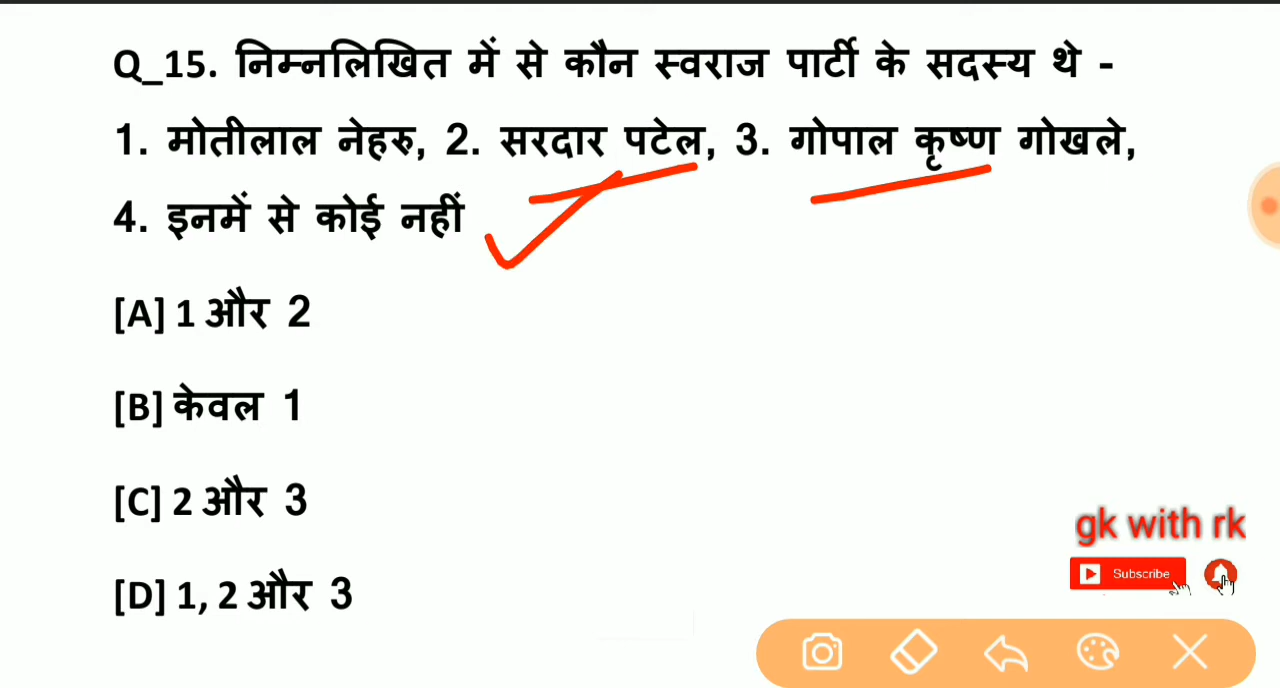 Q_15. निम्नलिखित में से कौन स्वराज पार्टी के सदस्य थे -
1. मोतीलाल नेहरु, 2. सरदार पटेल, 3. गोपाल कृष्ण गोखले,
4. इनमें से कोई नहीं
[A] 1 और 2
[B] केवल 1
[C] 2 और 3
[D] 1, 2 और 3
gk with rk
Subscribe